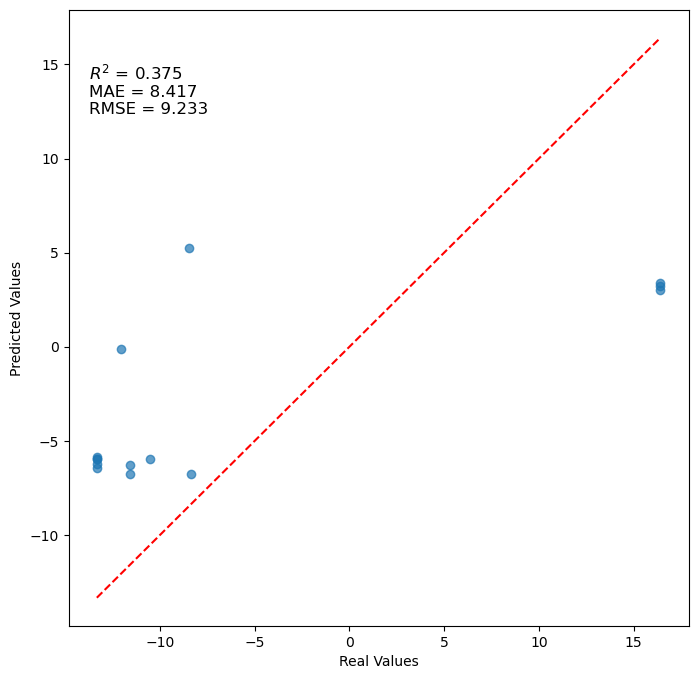 R² = 0.375
MAE = 8.417
RMSE = 9.233
15
10
5
0
−5
−10
Predicted Values
−10
−5
0
5
10
15
Real Values